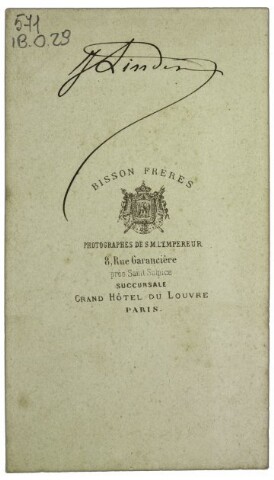 571
18.0.29
J Linder
BISSON FRÈRES
PHOTOGRAPHES DE S.M. L'EMPEREUR
8, Rue Garancière
près Saint Sulpice
SUCCURSALE
GRAND HÔTEL DU LOUVRE
PARIS.